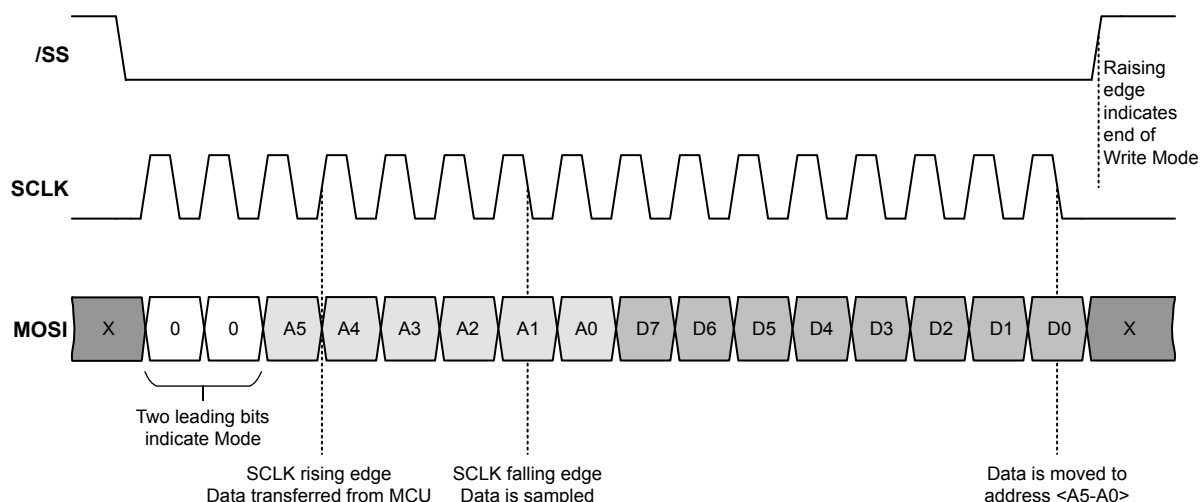 /SS
Raising
edge
indicates
end of
Write Mode
SCLK
MOSI
X 0 0 A5 A4 A3 A2 A1 A0 D7 D6 D5 D4 D3 D2 D1 D0 X
Two leading bits
indicate Mode
SCLK rising edge
Data transferred from MCU
SCLK falling edge
Data is sampled
Data is moved to
address <A5-A0>